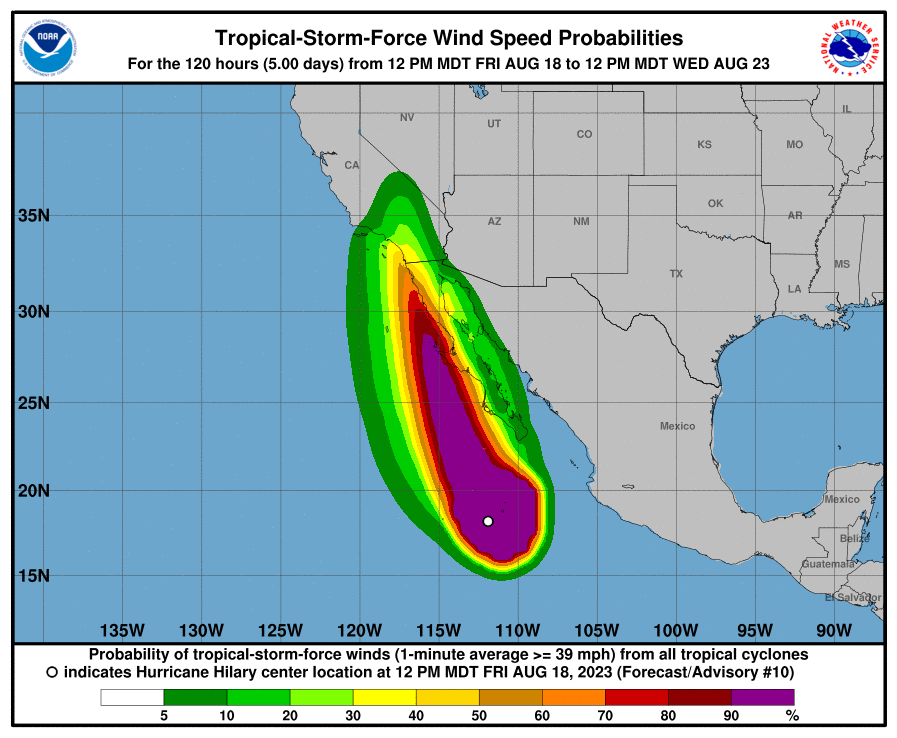 Tropical-Storm-Force Wind Speed Probabilities
For the 120 hours (5.00 days) from 12 PM MDT FRI AUG 18 to 12 PM MDT WED AUG 23
NOAA
NATIONAL WEATHER SERVICE
NV
UT
CO
KS
MO
IL
CA
AZ
NM
OK
AR
TX
LA
MS
35N
30N
25N
20N
15N
Mexico
Mexico
Belize
Guatemala
El Salvador
135W 130W 125W 120W 115W 110W 105W 100W 95W 90W
Probability of tropical-storm-force winds (1-minute average >= 39 mph) from all tropical cyclones
indicates Hurricane Hilary center location at 12 PM MDT FRI AUG 18, 2023 (Forecast/Advisory #10)
5 10 20 30 40 50 60 70 80 90 %